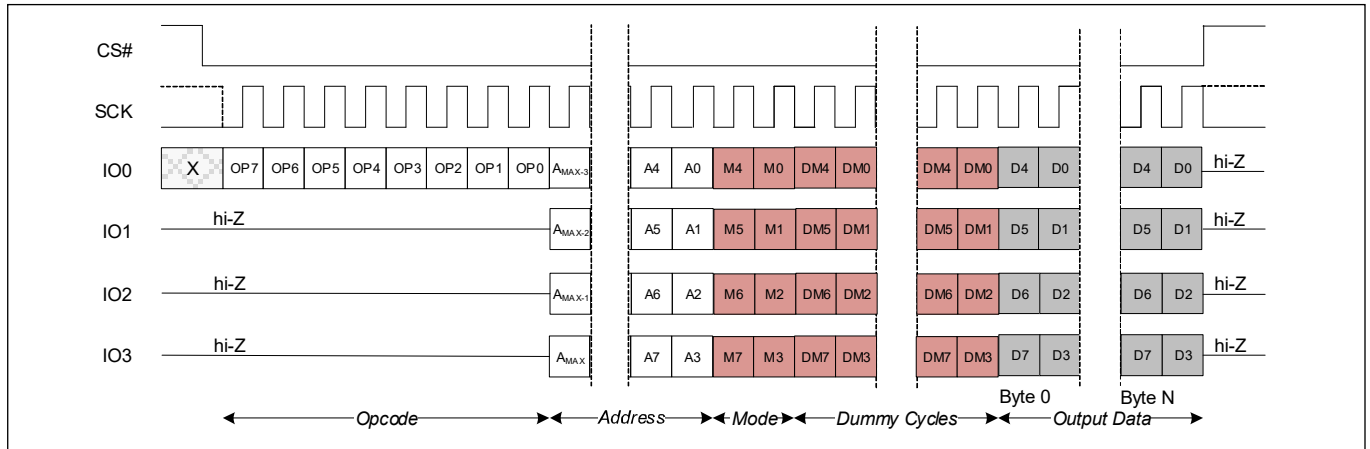 CS#
SCK
IO0 X OP7 OP6 OP5 OP4 OP3 OP2 OP1 OP0 AMAX-3 A4 A0 M4 M0 DM4 DM0 DM4 DM0 D4 D0 D4 D0 hi-Z
IO1 hi-Z AMAX-2 A5 A1 M5 M1 DM5 DM1 DM5 DM1 D5 D1 D5 D1 hi-Z
IO2 hi-Z AMAX-1 A6 A2 M6 M2 DM6 DM2 DM6 DM2 D6 D2 D6 D2 hi-Z
IO3 hi-Z AMAX A7 A3 M7 M3 DM7 DM3 DM7 DM3 D7 D3 D7 D3 hi-Z
Byte 0 Byte N
Opcode Address Mode Dummy Cycles Output Data